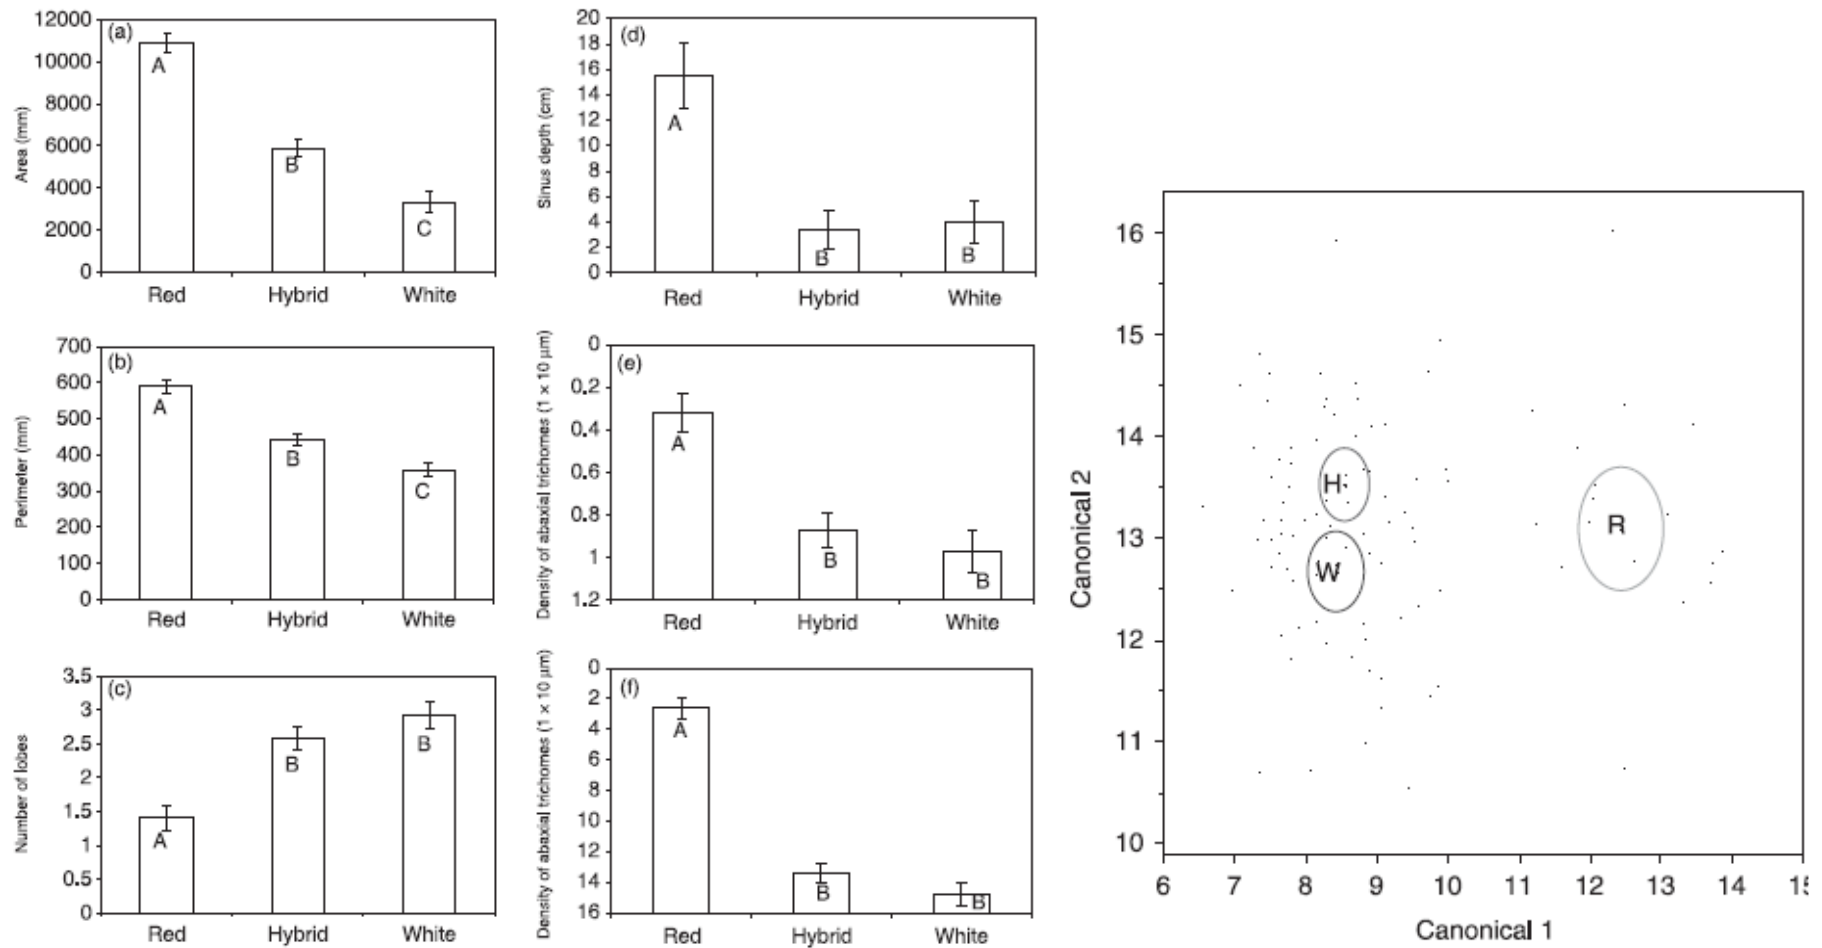 (a)
Area (mm)
12000
10000
8000
6000
4000
2000
0
A
B
C
Red Hybrid White
(b)
Perimeter (mm)
700
600
500
400
300
200
100
0
A
B
C
Red Hybrid White
(c)
Number of lobes
3.5
3
2.5
2
1.5
1
0.5
0
A
B
B
Red Hybrid White
(d)
Sinus depth (cm)
20
18
16
14
12
10
8
6
4
2
0
A
B
B
Red Hybrid White
(e)
Density of abaxial trichomes (1 × 10 μm)
0
0.2
0.4
0.6
0.8
1
1.2
A
B
B
Red Hybrid White
(f)
Density of abaxial trichomes (1 × 10 μm)
0
2
4
6
8
10
12
14
16
A
B
B
Red Hybrid White
Canonical 2
16
15
14
13
12
11
10
H
R
W
6 7 8 9 10 11 12 13 14
Canonical 1